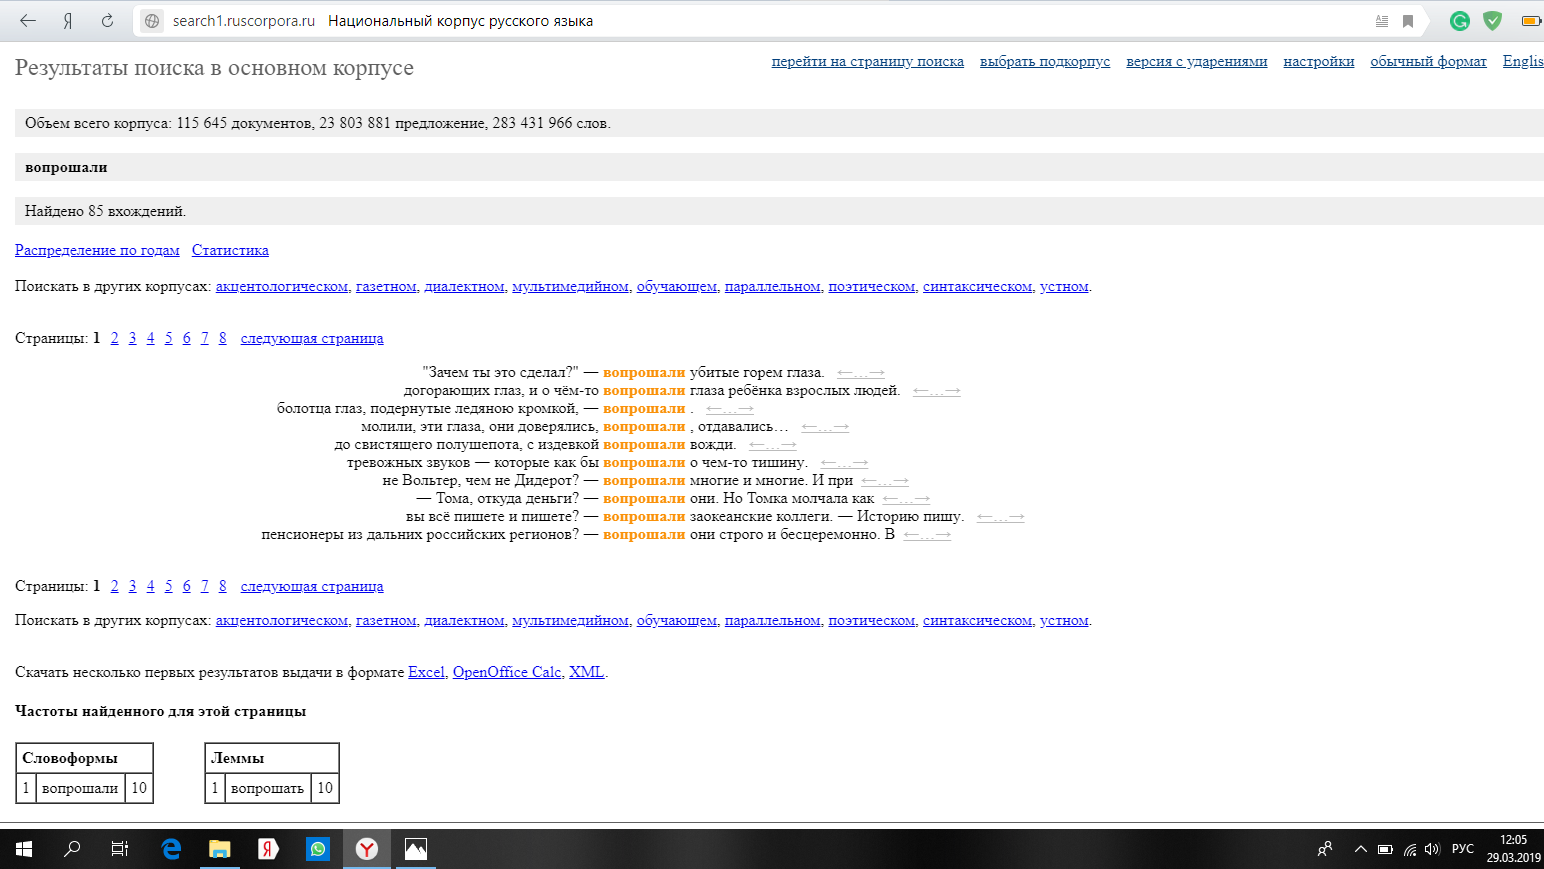 Я search1.ruscorpora.ru Национальный корпус русского языка
Результаты поиска в основном корпусе
перейти на страницу поиска выбрать подкорпус версия с ударениями настройки обычный формат Englis
Объем всего корпуса: 115 645 документов, 23 803 881 предложение, 283 431 966 слов.
вопрошали
Найдено 85 вхождений.
Распределение по годам Статистика
Поискать в других корпусах: акцентологическом, газетном, диалектном, мультимедийном, обучающем, параллельном, поэтическом, синтаксическом, устном.
Страницы: 1 2 3 4 5 6 7 8 следующая страница
"Зачем ты это сделал?" — вопрошали убитые горем глаза. ←…→
догорающих глаз, и о чём-то вопрошали глаза ребёнка взрослых людей. ←…→
болотца глаз, подернутые ледяною кромкой, — вопрошали . ←…→
молили, эти глаза, они доверялись, вопрошали , отдавались… ←…→
до свистящего полушепота, с издевкой вопрошали вожди. ←…→
тревожных звуков — которые как бы вопрошали о чем-то тишину. ←…→
не Вольтер, чем не Дидерот? — вопрошали многие и многие. И при ←…→
— Тома, откуда деньги? — вопрошали они. Но Томка молчала как ←…→
вы всё пишете и пишете? — вопрошали заокеанские коллеги. — Историю пишу. ←…→
пенсионеры из дальних российских регионов? — вопрошали они строго и бесцеремонно. В ←…→
Страницы: 1 2 3 4 5 6 7 8 следующая страница
Поискать в других корпусах: акцентологическом, газетном, диалектном, мультимедийном, обучающем, параллельном, поэтическом, синтаксическом, устном.
Скачать несколько первых результатов выдачи в формате Excel, OpenOffice Calc, XML.
Частоты найденного для этой страницы
Словоформы Леммы
1 вопрошали 10 1 вопрошать 10
РУС 12:05
29.03.2019